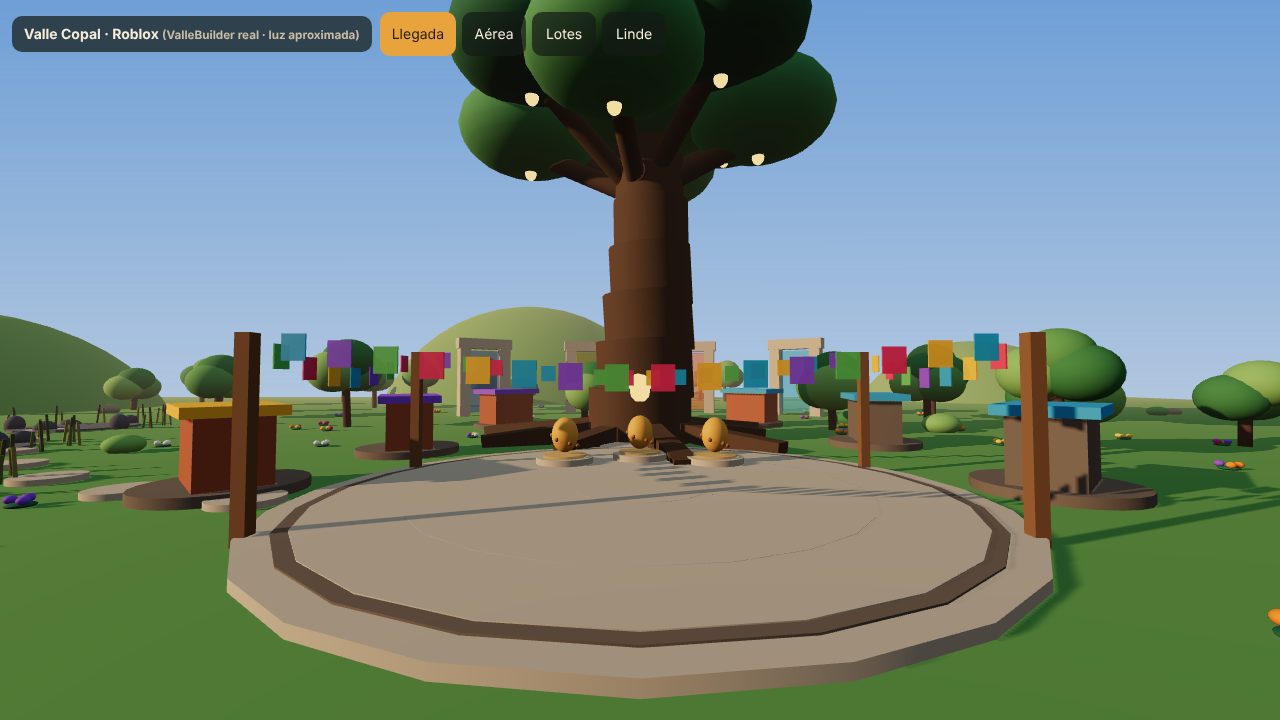 Valle Copal · Roblox (ValleBuilder real · luz aproximada)
Llegada
Aérea
Lotes
Linde